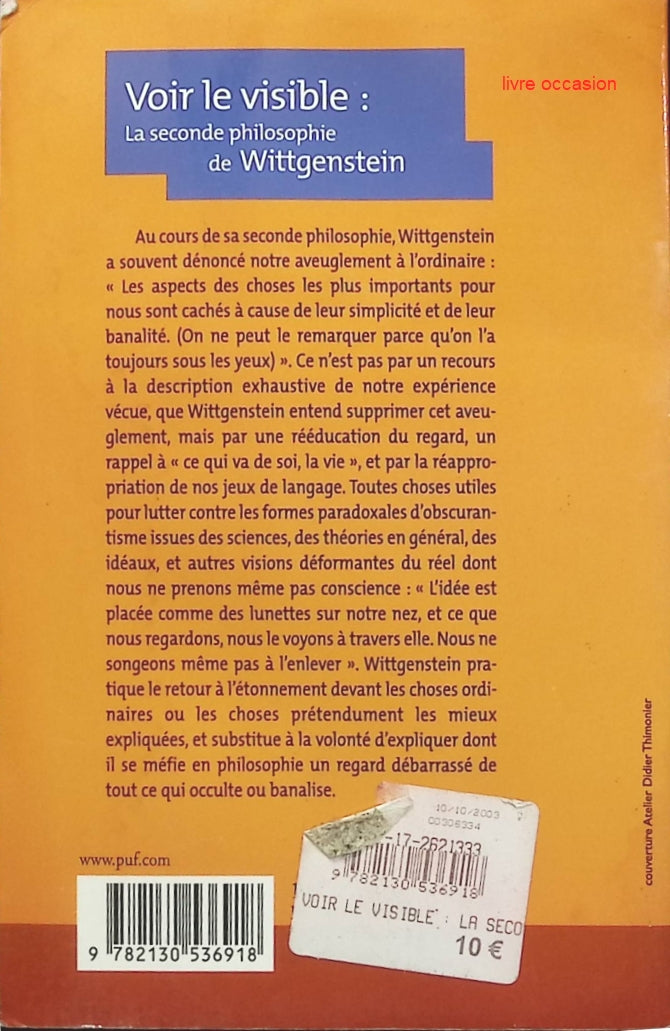 livre occasion
Voir le visible :
La seconde philosophie
de Wittgenstein
Au cours de sa seconde philosophie, Wittgenstein
a souvent dénoncé notre aveuglement à l'ordinaire :
« Les aspects des choses les plus importants pour
nous sont cachés à cause de leur simplicité et de leur
banalité. (On ne peut le remarquer parce qu'on l'a
toujours sous les yeux) ». Ce n'est pas par un recours
à la description exhaustive de notre expérience
vécue, que Wittgenstein entend supprimer cet aveu-
glement, mais par une rééducation du regard, un
rappel à « ce qui va de soi, la vie », et par la réappro-
priation de nos jeux de langage. Toutes choses utiles
pour lutter contre les formes paradoxales d'obscuran-
tisme issues des sciences, des théories en général, des
idéaux, et autres visions déformantes du réel dont
nous ne prenons même pas conscience : « L'idée est
placée comme des lunettes sur notre nez, et ce que
nous regardons, nous le voyons à travers elle. Nous ne
songeons même pas à l'enlever ». Wittgenstein pra-
tique le retour à l'étonnement devant les choses ordi-
naires ou les choses prétendument les mieux
expliquées, et substitue à la volonté d'expliquer dont
il se méfie en philosophie un regard débarrassé de
tout ce qui occulte ou banalise.
couverture Atelier Didier Thimonier
www.puf.com
9 782130 536918
10/10/2003
00306334
-17-2621333
9 782130 536918
VOIR LE VISIBLE : LA SECO
10 €